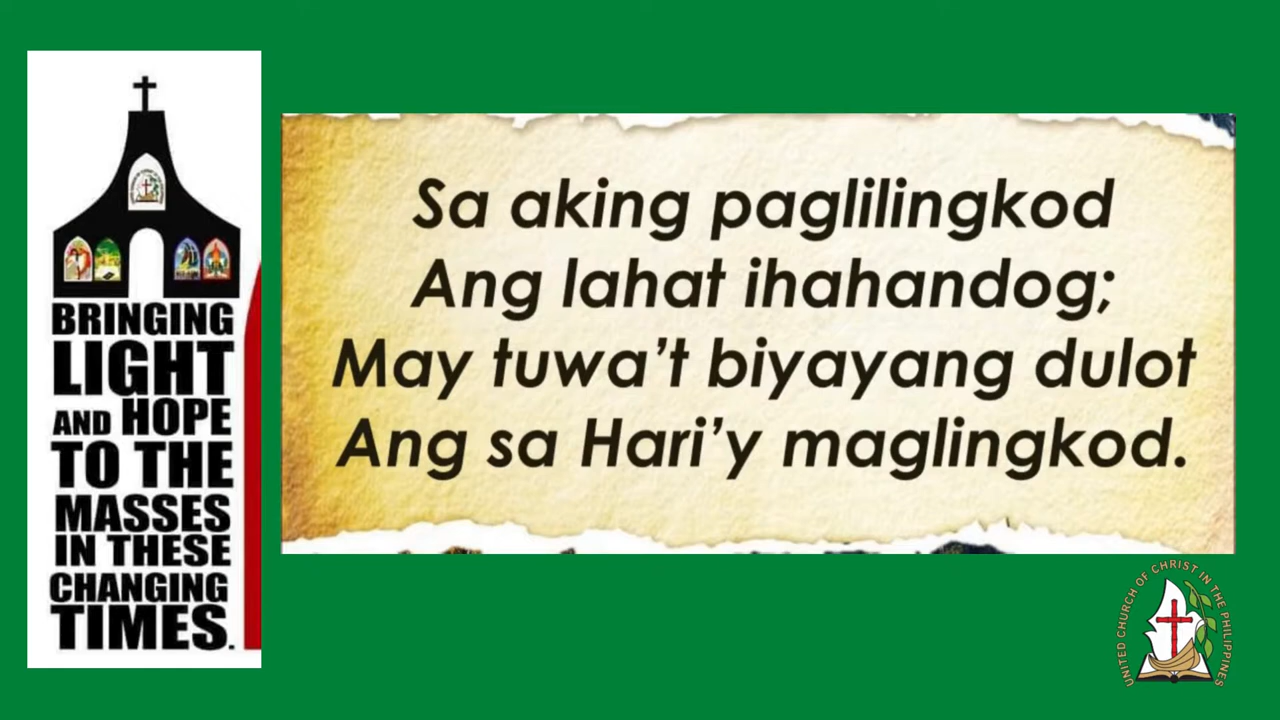 BRINGING
LIGHT
AND HOPE
TO THE
MASSES
IN THESE
CHANGING
TIMES.
Sa aking paglilingkod
Ang lahat ihahandog;
May tuwa’t biyayang dulot
Ang sa Hari’y maglingkod.
UNITED CHURCH OF CHRIST IN THE PHILIPPINES